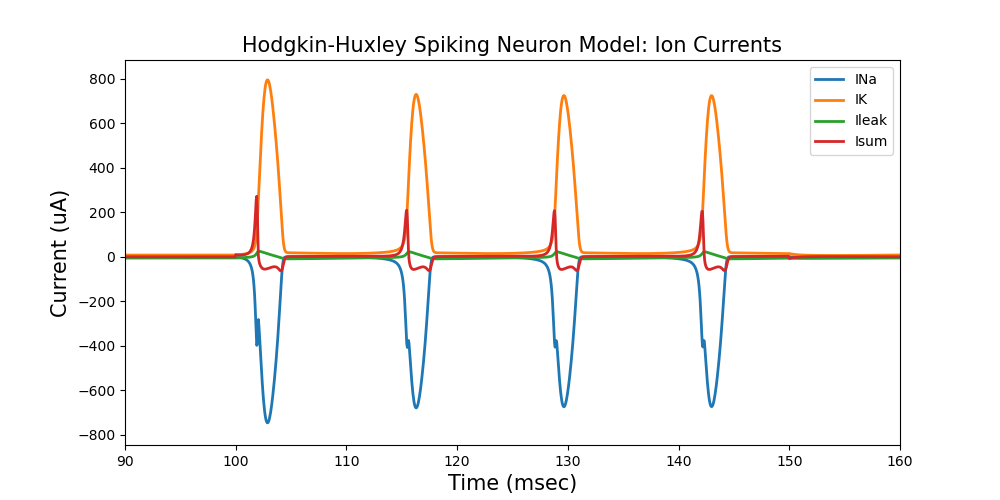 Hodgkin-Huxley Spiking Neuron Model: Ion Currents
INa
IK
Ileak
Isum
800
600
400
200
0
−200
−400
−600
−800
Current (uA)
90 100 110 120 130 140 150 160
Time (msec)